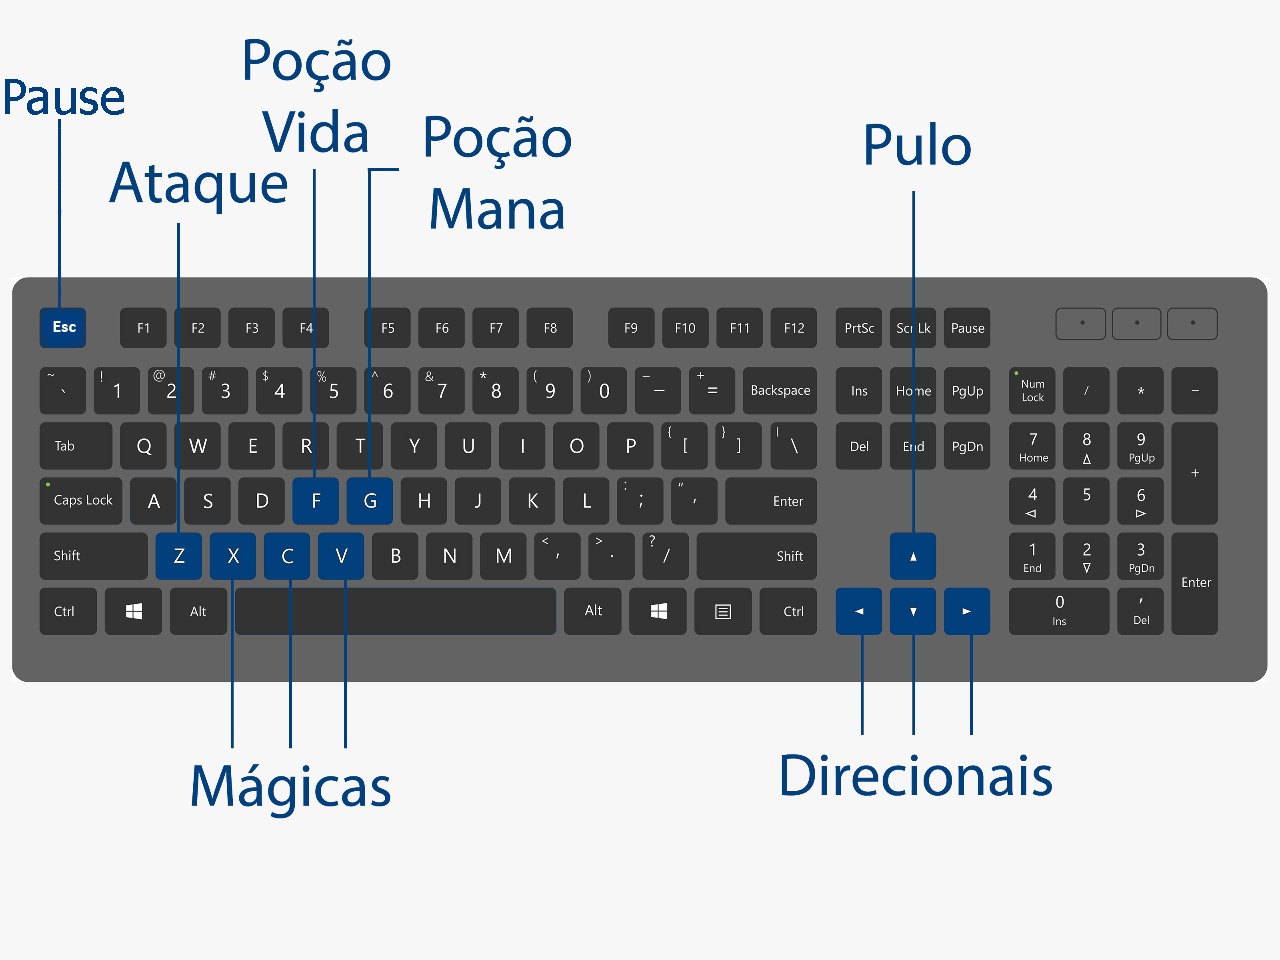 Poção
Vida
Pause
Poção
Mana
Ataque
Pulo
Esc F1 F2 F3 F4 F5 F6 F7 F8 F9 F10 F11 F12 PrtSc Scr Lk Pause
~ ` ! 1 @ 2 # 3 $ 4 % 5 ^ 6 & 7 * 8 ( 9 ) 0 _ - + = Backspace Ins Home PgUp Num Lock / * -
Tab Q W E R T Y U I O P { [ } ] | \ Del End PgDn 7 Home 8 9 PgUp +
Caps Lock A S D F G H J K L : ; " ' Enter 4 5 6
Shift Z X C V B N M < , > . ? / Shift 1 End 2 3 PgDn Enter
Ctrl Alt Alt Ctrl 0 Ins , Del
Mágicas
Direcionais